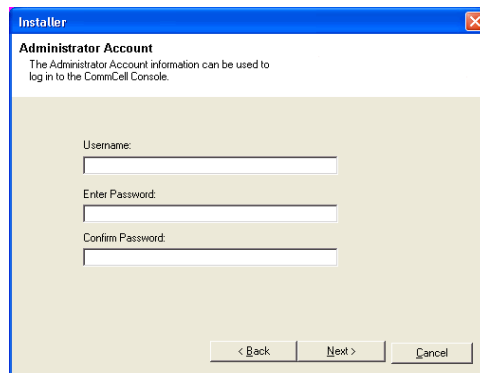 Installer
Administrator Account
The Administrator Account information can be used to
log in to the CommCell Console.
Username:
Enter Password:
Confirm Password:
< Back
Next >
Cancel